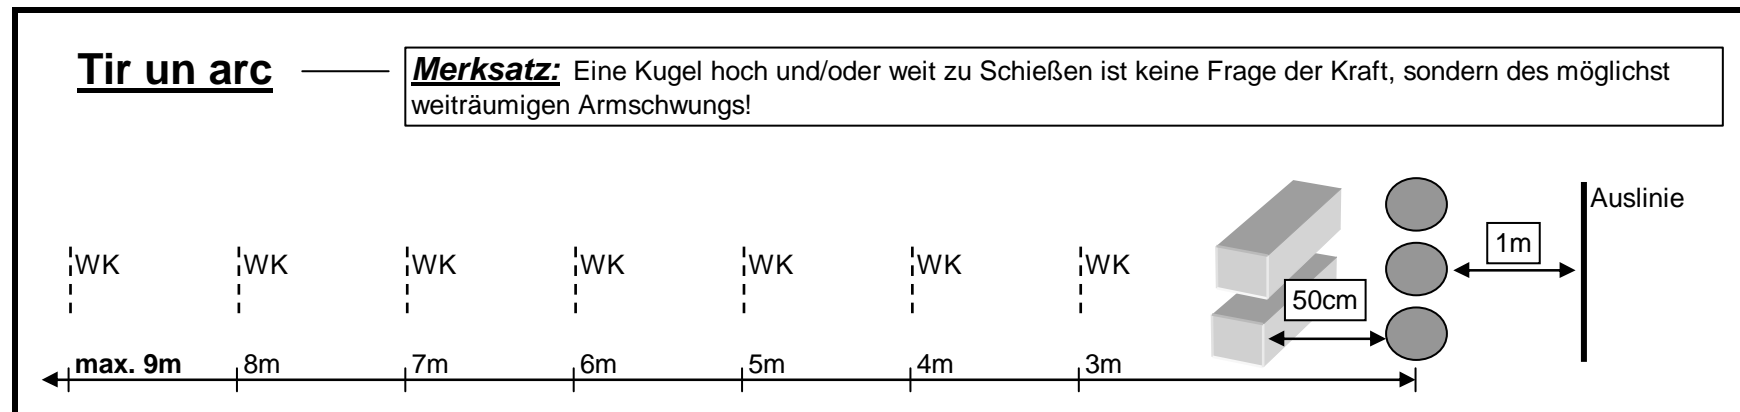 Tir un arc
Merksatz: Eine Kugel hoch und/oder weit zu Schießen ist keine Frage der Kraft, sondern des möglichst
weiträumigen Armschwungs!
Auslinie
1m
WK WK WK WK WK WK WK
50cm
max. 9m 8m 7m 6m 5m 4m 3m